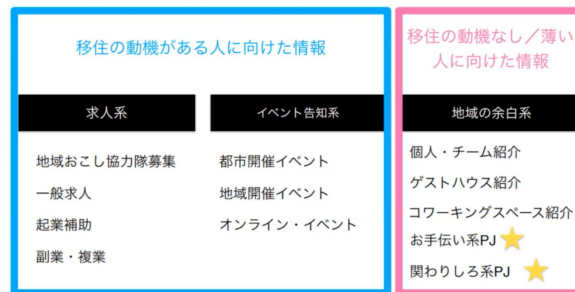 移住の動機がある人に向けた情報
求人系
地域おこし協力隊募集
一般求人
起業補助
副業・複業
イベント告知系
都市開催イベント
地域開催イベント
オンライン・イベント
移住の動機なし／薄い
人に向けた情報
地域の余白系
個人・チーム紹介
ゲストハウス紹介
コワーキングスペース紹介
お手伝い系PJ
関わりしろ系PJ